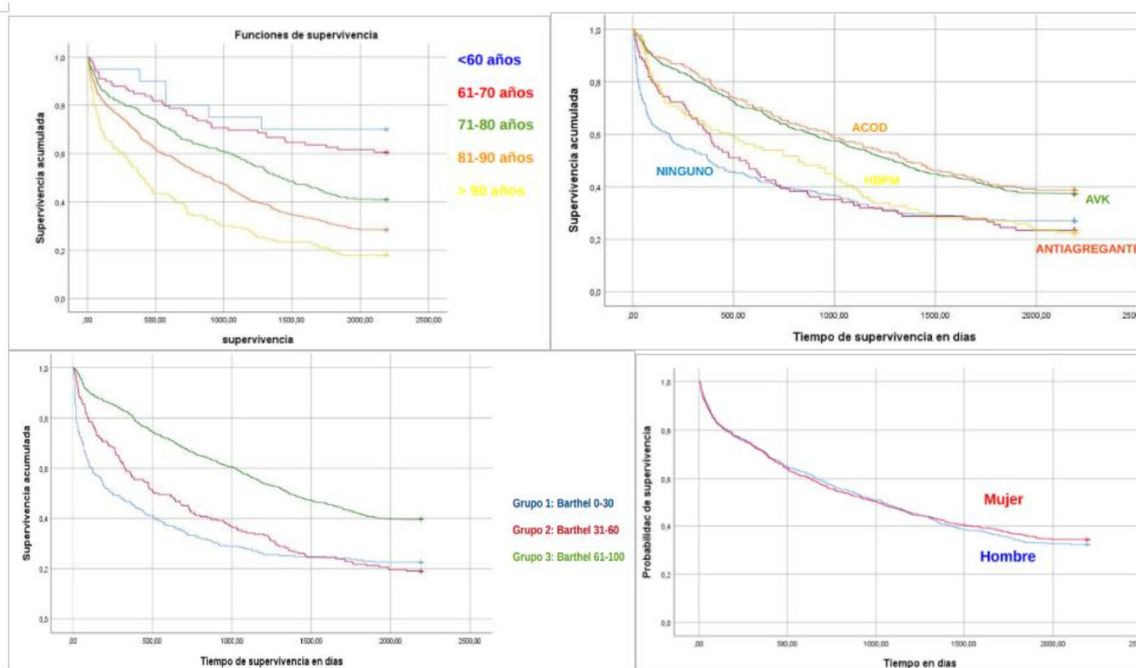 Funciones de supervivencia
Supervivencia acumulada
1,0
0,8
0,6
0,4
0,2
0,0
,00
500,00
1000,00
1500,00
2000,00
2500,00
supervivencia
<60 años
61-70 años
71-80 años
81-90 años
> 90 años
Supervivencia acumulada
1,0
0,8
0,6
0,4
0,2
0,0
ACOD
NINGUNO
HBPM
AVK
ANTIAGREGANTE
,00
500,00
1000,00
1500,00
2000,00
Tiempo de supervivencia en días
Supervivencia acumulada
1,0
0,8
0,6
0,4
0,2
0,0
,00
500,00
1000,00
1500,00
2000,00
2500,00
Tiempo de supervivencia en días
Grupo 1: Barthel 0-30
Grupo 2: Barthel 31-60
Grupo 3: Barthel 61-100
Probabilidac de supervivencia
1,0
0,8
0,6
0,4
0,2
0,0
Mujer
Hombre
,00
500,00
1000,00
1500,00
2000,00
2500,00
Tiempo en días